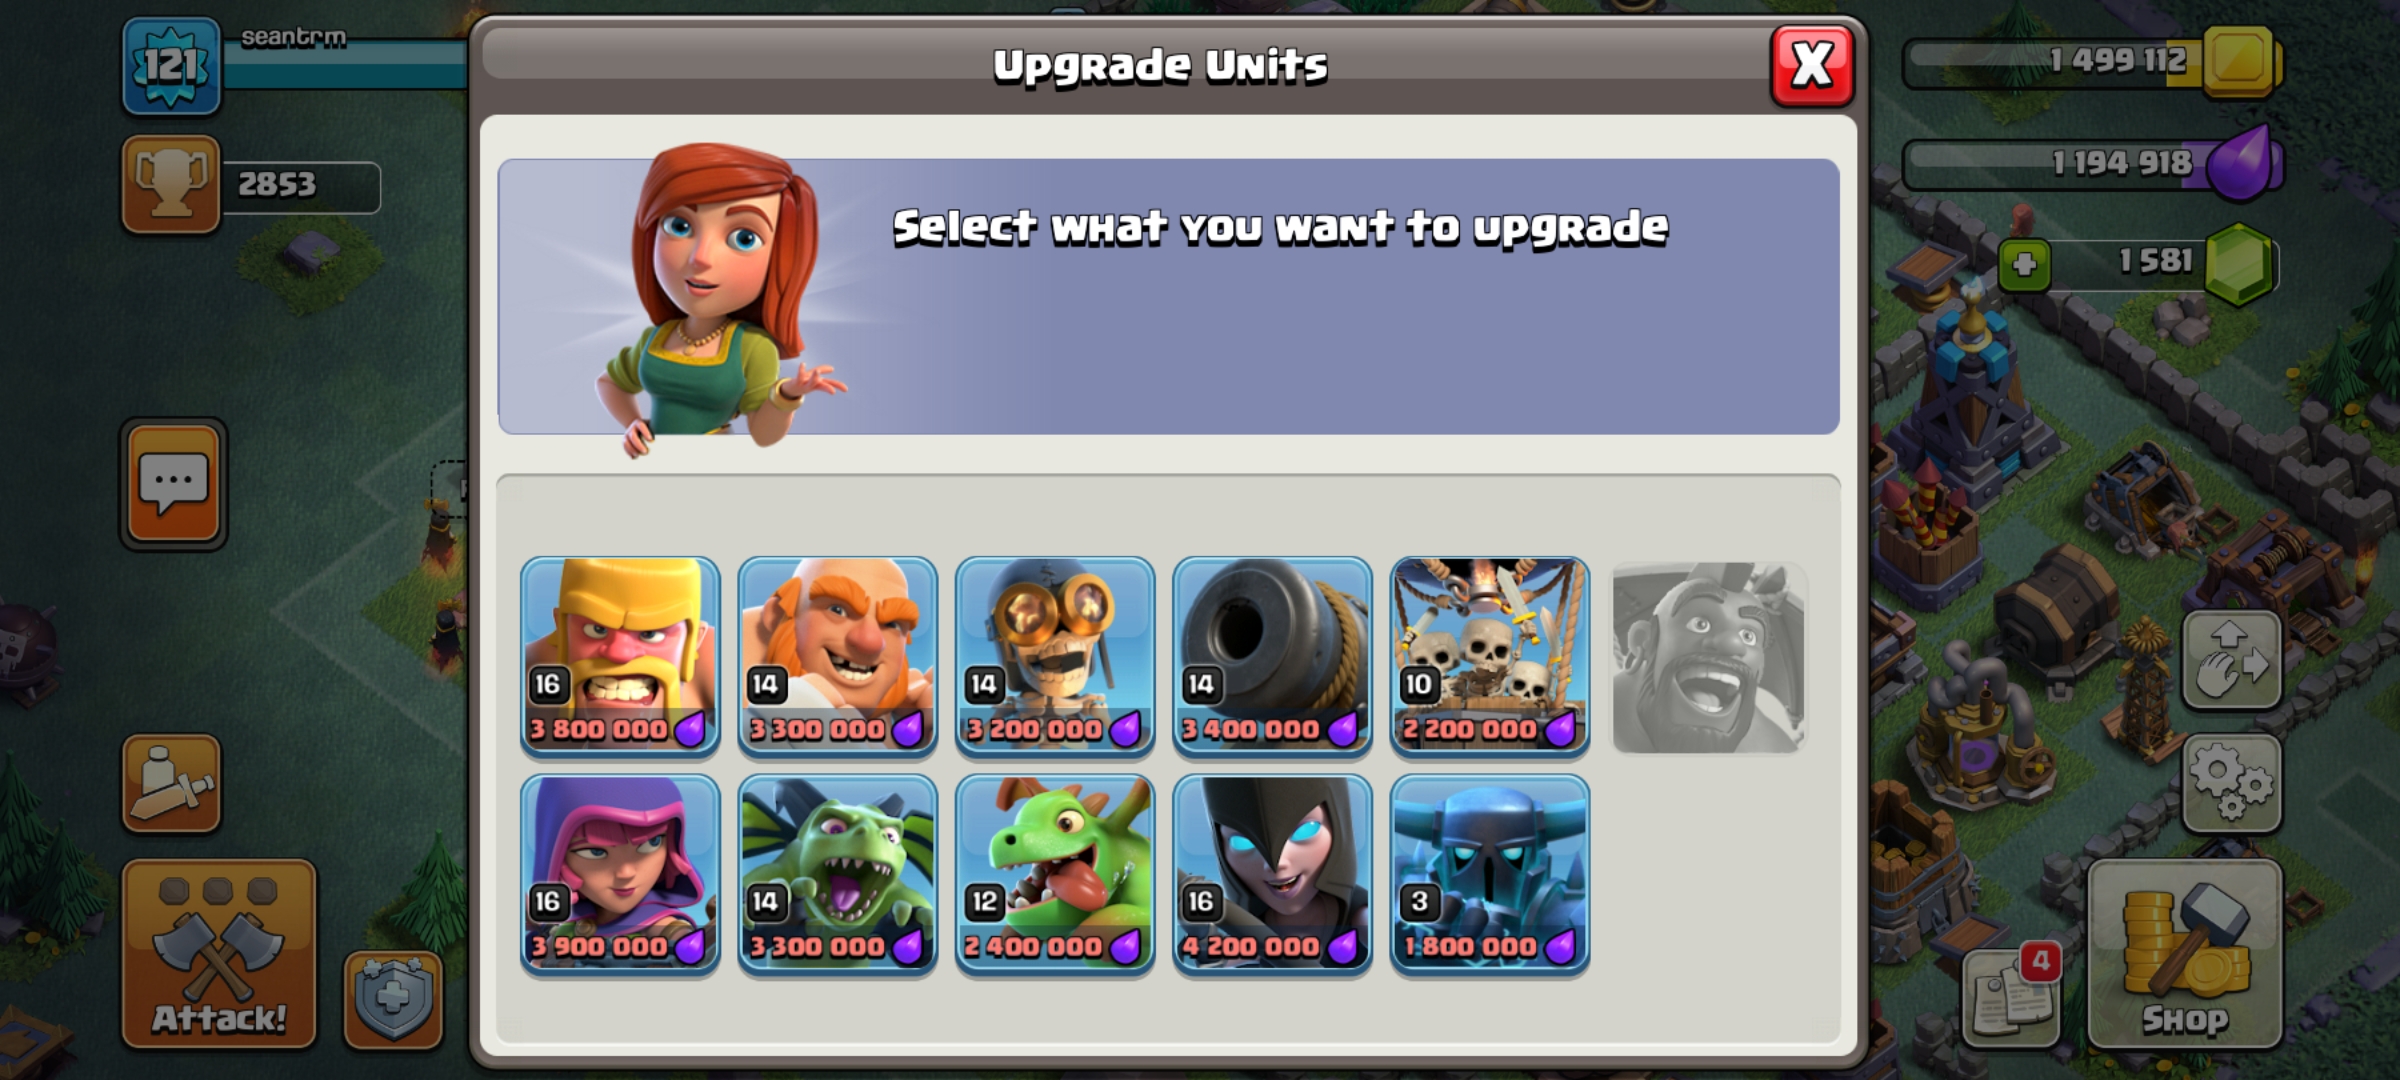 121
seantrm
Upgrade Units
X
1 499 112
2853
1 194 918
1 581
Select what you want to upgrade
16
3 800 000
14
3 300 000
14
3 200 000
14
3 400 000
10
2 200 000
16
3 900 000
14
3 300 000
12
2 400 000
16
4 200 000
3
1 800 000
Attack!
4
Shop